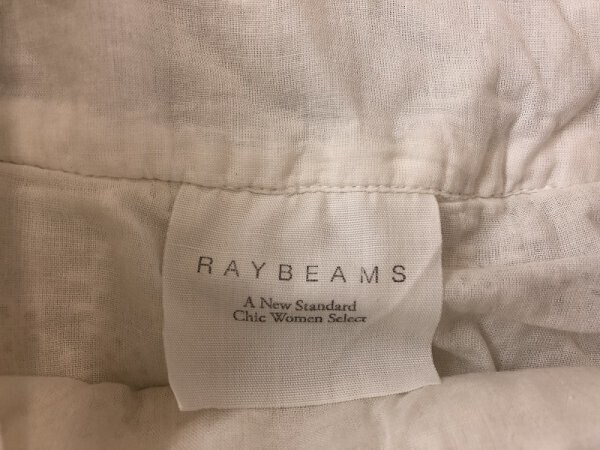 RAYBEAMS
A New Standard
Chic Women Select